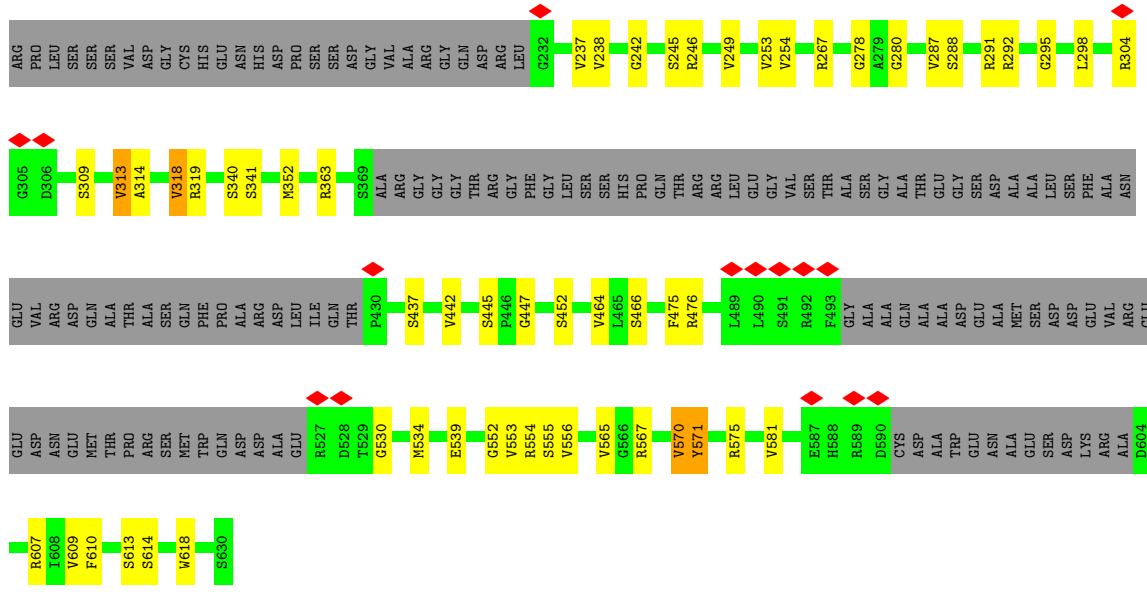 ARG PRO LEU SER SER SER VAL ASP GLY CYS HIS GLU ASN HIS ASP PRO SER SER ASP GLY VAL ALA ARG GLY GLN ASP ARG LEU G232 V237 V238 G242 S245 R246 V249 V253 V254 R267 G278 A279 G280 V287 S288 R291 R292 G295 L298 R304
G305 D306 S309 V313 A314 V318 R319 S340 S341 M352 R363 S369 ALA ARG GLY GLY GLY THR ARG GLY PHE GLY LEU SER SER HIS PRO GLN THR ARG ARG LEU GLU GLY VAL SER THR ALA SER GLY ALA THR GLU GLY SER ASP ALA ALA LEU SER PHE ALA ASN
GLU VAL ARG ASP GLN ALA THR ALA SER GLN PHE PRO ALA ARG ASP LEU ILE GLN THR P430 S437 V442 S445 P446 G447 S452 V464 L465 S466 F475 R476 L489 L490 S491 R492 F493 GLY ALA ALA GLN ALA ALA ASP GLU ALA MET SER ASP ASP GLU VAL ARG GLU
GLU ASP ASN GLU MET THR PRO ARG SER MET TRP GLN ASP ASP ALA GLU R527 D528 T529 G530 M534 E539 G552 V553 R554 S555 V556 V565 G566 R567 V570 Y571 R575 V581 E587 H588 R589 D590 CYS ASP ALA TRP GLU ASN ALA GLU SER ASP LYS ARG ALA D604
R607 I608 V609 F610 S613 S614 W618 S630